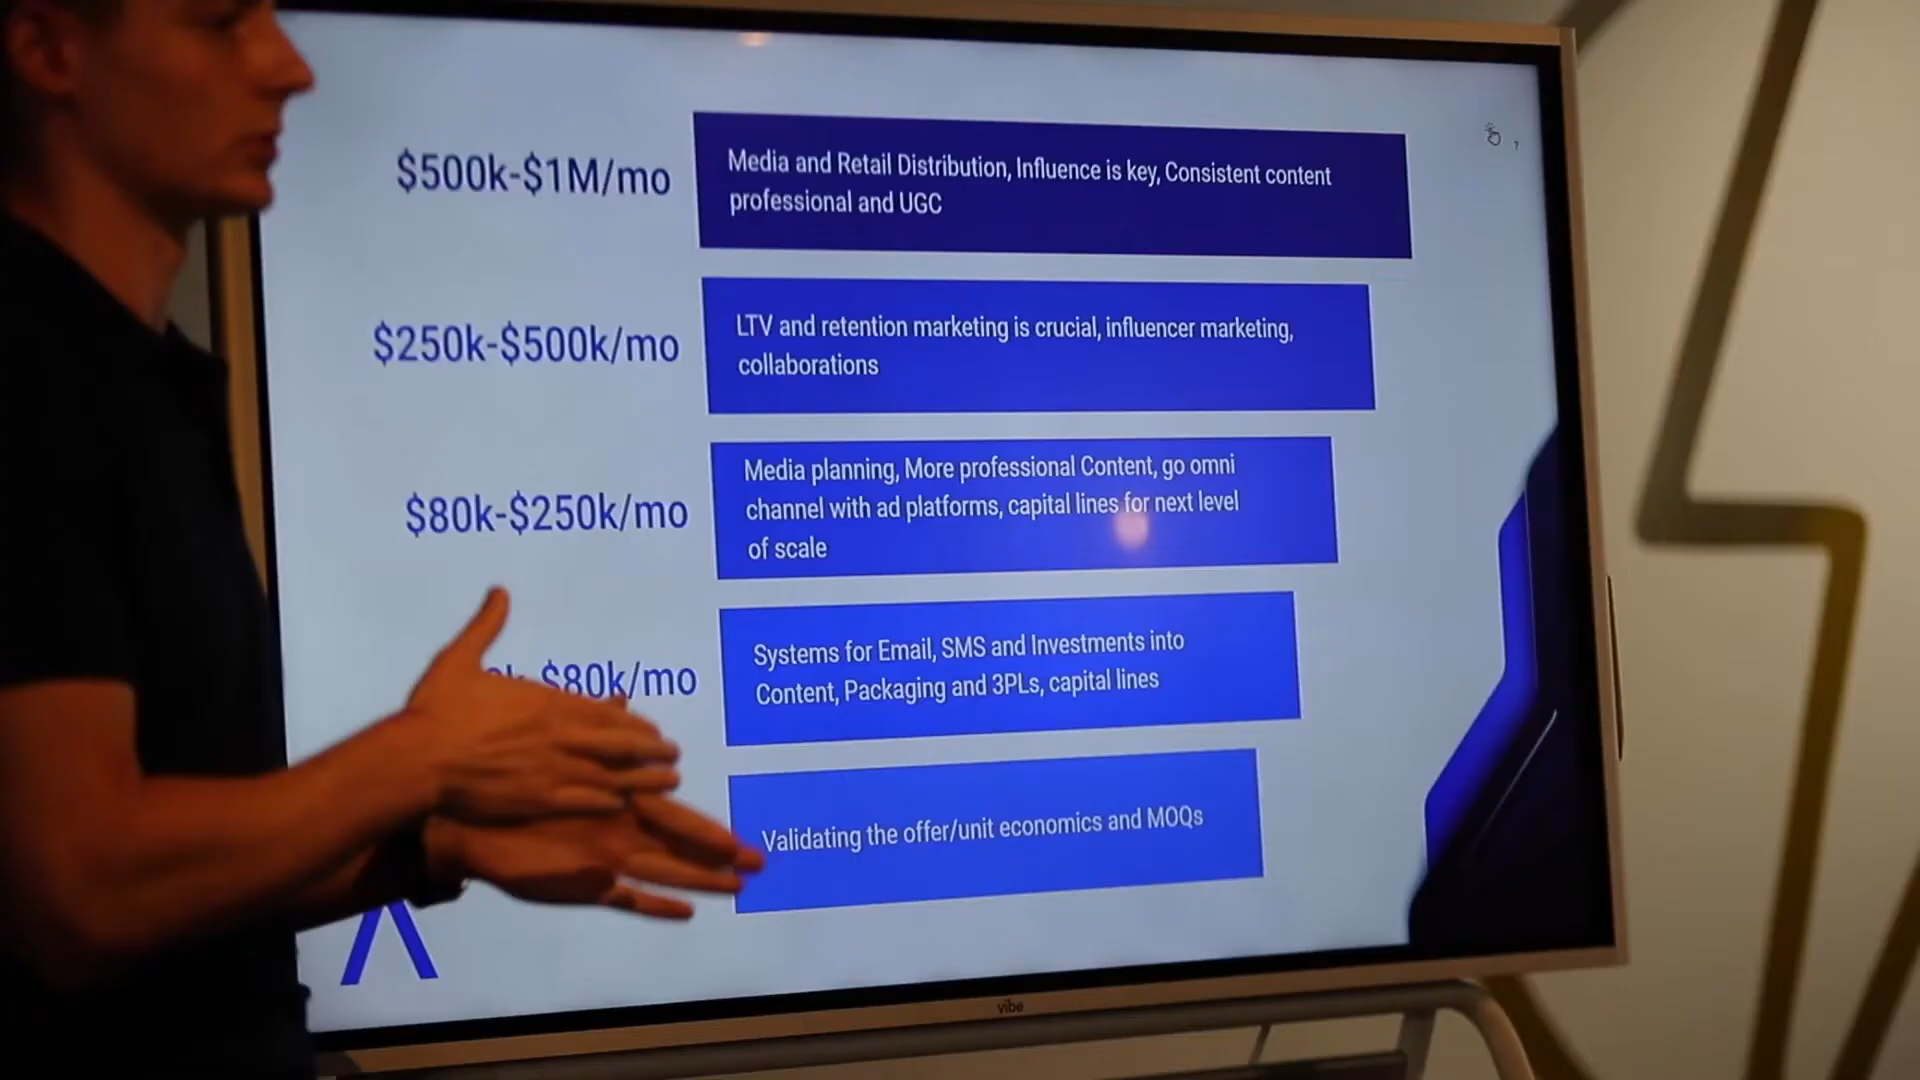 $500k-$1M/mo
Media and Retail Distribution, Influence is key, Consistent content
professional and UGC
$250k-$500k/mo
LTV and retention marketing is crucial, influencer marketing,
collaborations
$80k-$250k/mo
Media planning, More professional Content, go omni
channel with ad platforms, capital lines for next level
of scale
$80k/mo
Systems for Email, SMS and Investments into
Content, Packaging and 3PLs, capital lines
Validating the offer/unit economics and MOQs
vibe